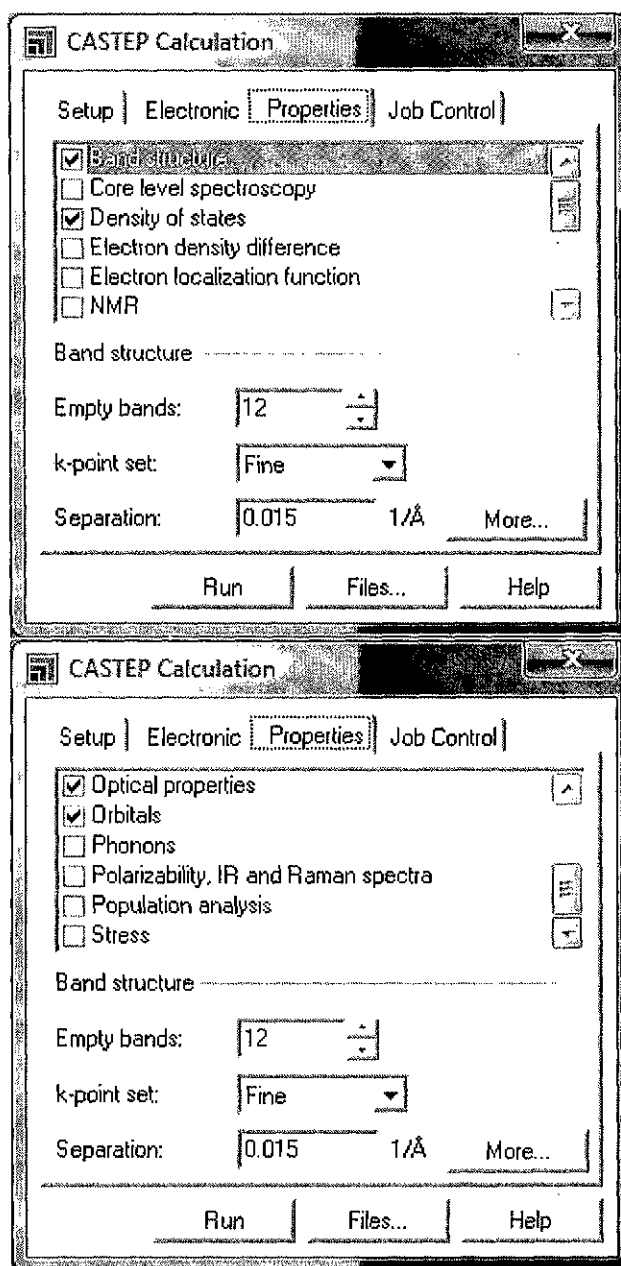 CASTEP Calculation
Setup Electronic Properties Job Control
Band structure
Core level spectroscopy
Density of states
Electron density difference
Electron localization function
NMR
Band structure
Empty bands: 12
k-point set: Fine
Separation: 0.015 1/Å More...
Run Files... Help
CASTEP Calculation
Setup Electronic Properties Job Control
Optical properties
Orbitals
Phonons
Polarizability, IR and Raman spectra
Population analysis
Stress
Band structure
Empty bands: 12
k-point set: Fine
Separation: 0.015 1/Å More...
Run Files... Help